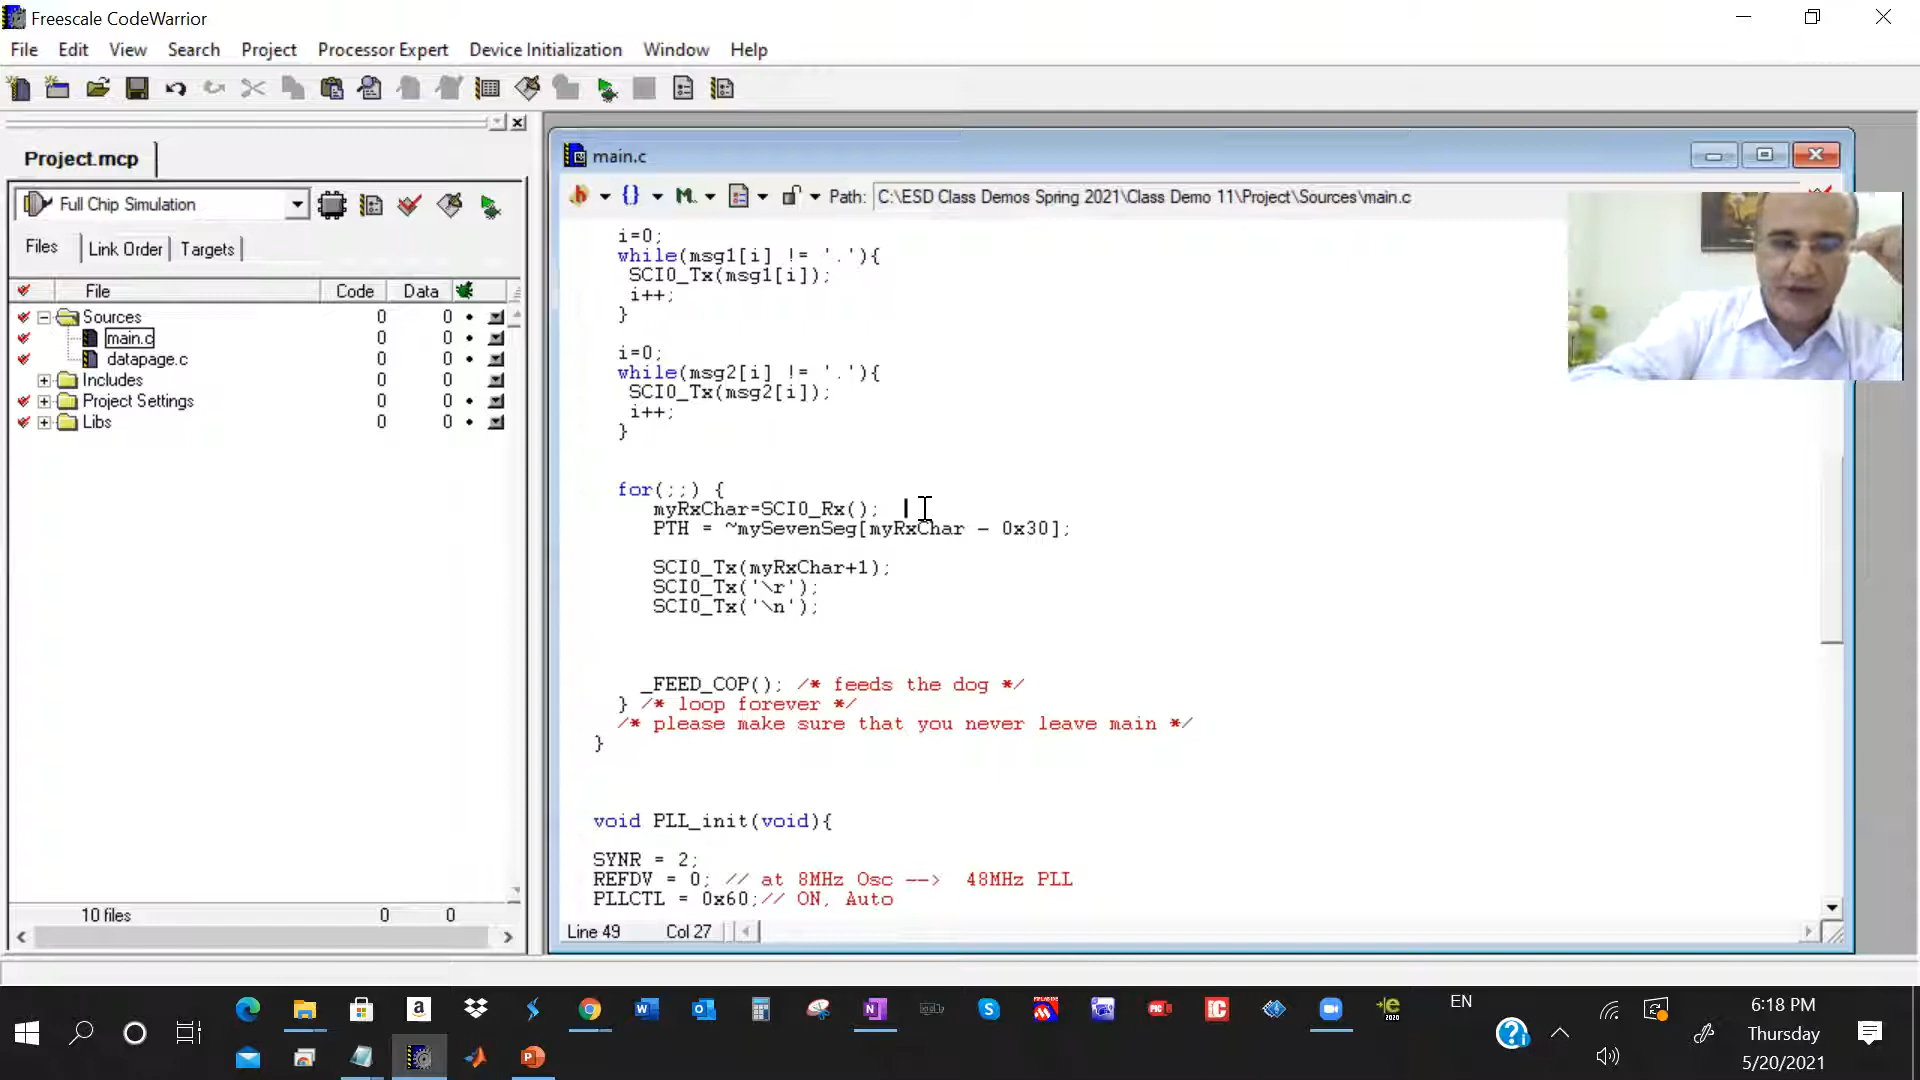 Freescale CodeWarrior
File Edit View Search Project Processor Expert Device Initialization Window Help
Project.mcp
Full Chip Simulation
Files Link Order Targets
File Code Data
Sources 0 0
main.c 0 0
datapage.c 0 0
Includes 0 0
Project Settings 0 0
Libs 0 0
10 files 0 0
main.c
Path: C:\ESD Class Demos Spring 2021\Class Demo 11\Project\Sources\main.c
i=0;
while(msg1[i] != '.'){
SCI0_Tx(msg1[i]);
i++;
}
i=0;
while(msg2[i] != '.'){
SCI0_Tx(msg2[i]);
i++;
}
for(;;) {
myRxChar=SCI0_Rx();
PTH = ~mySevenSeg[myRxChar - 0x30];
SCI0_Tx(myRxChar+1);
SCI0_Tx('\r');
SCI0_Tx('\n');
_FEED_COP(); /* feeds the dog */
} /* loop forever */
/* please make sure that you never leave main */
}
void PLL_init(void){
SYNR = 2;
REFDV = 0; // at 8MHz Osc --> 48MHz PLL
PLLCTL = 0x60;// ON, Auto
Line 49 Col 27
EN
6:18 PM
Thursday
5/20/2021